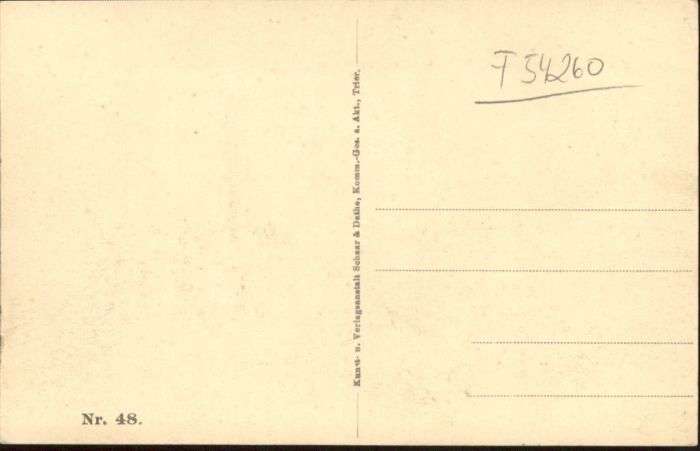 F 54260
Kunst- u. Verlagsanstalt Schaar & Dathe, Komm.-Ges. a. Akt., Trier.
Nr. 48.